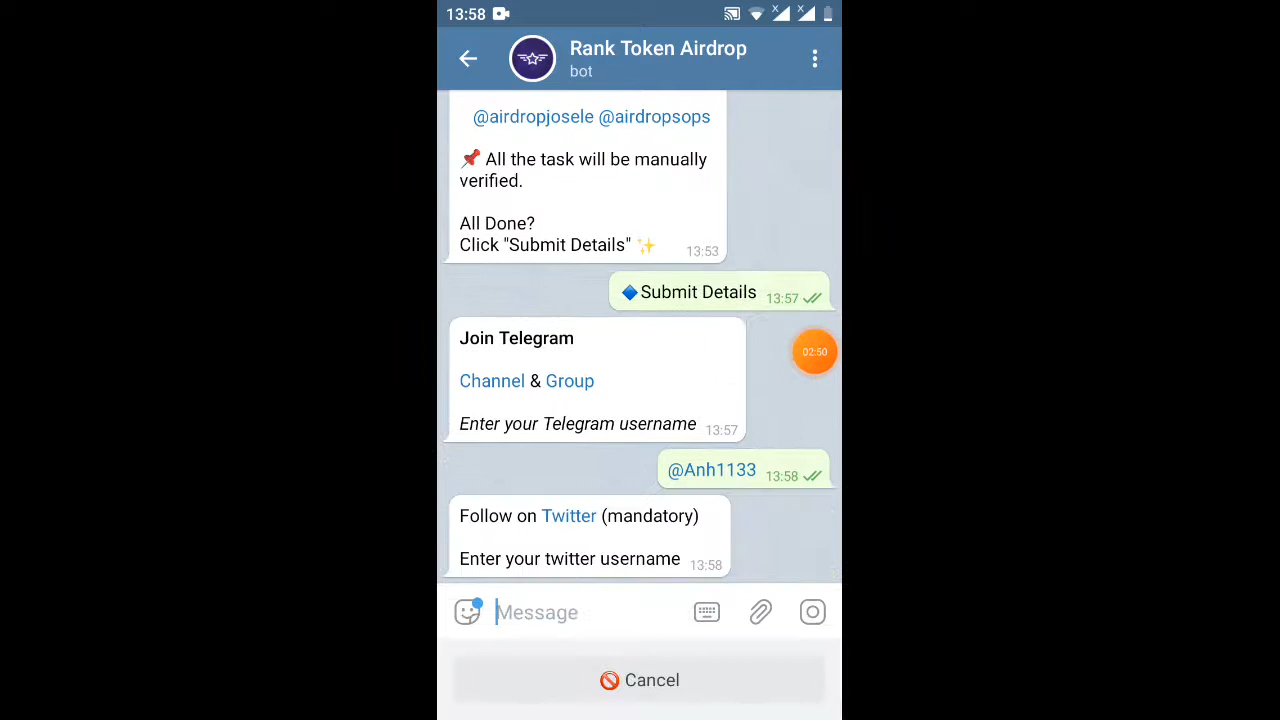 13:58
Rank Token Airdrop
bot
@airdropjosele @airdropsops
📌 All the task will be manually
verified.
All Done?
Click "Submit Details" ✨ 13:53
🔷Submit Details 13:57
Join Telegram
Channel & Group
Enter your Telegram username 13:57
02:50
@Anh1133 13:58
Follow on Twitter (mandatory)
Enter your twitter username 13:58
Message
🚫 Cancel